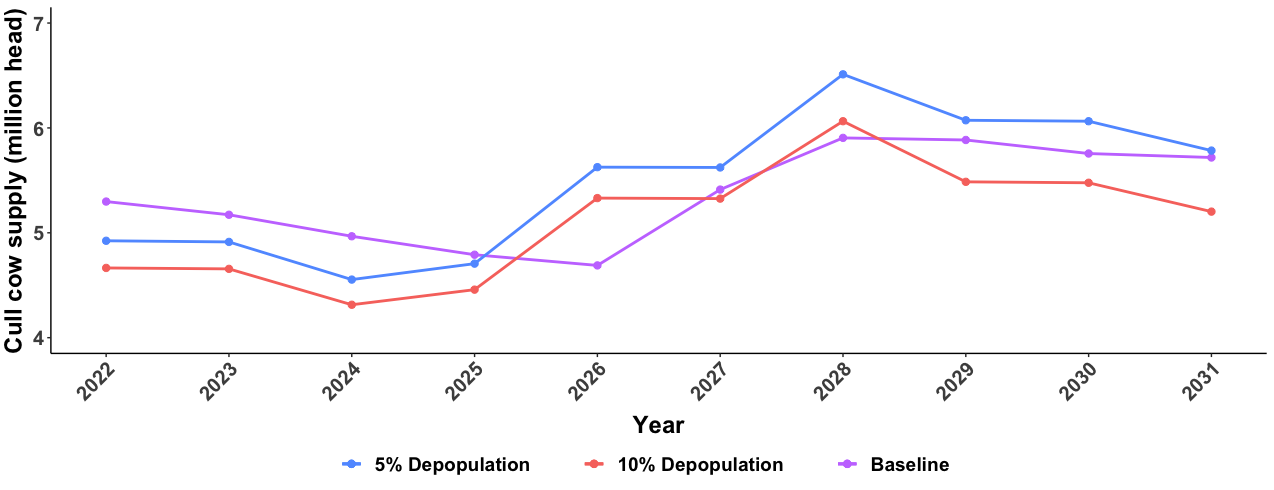 Cull cow supply (million head)
7
6
5
4
2022 2023 2024 2025 2026 2027 2028 2029 2030 2031
Year
5% Depopulation 10% Depopulation Baseline